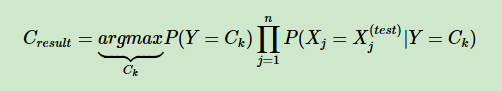 $C_{result} = \underbrace{argmax}_{C_k} P(Y = C_k) \prod_{j=1}^{n} P(X_j = X_j^{(test)} | Y = C_k)$